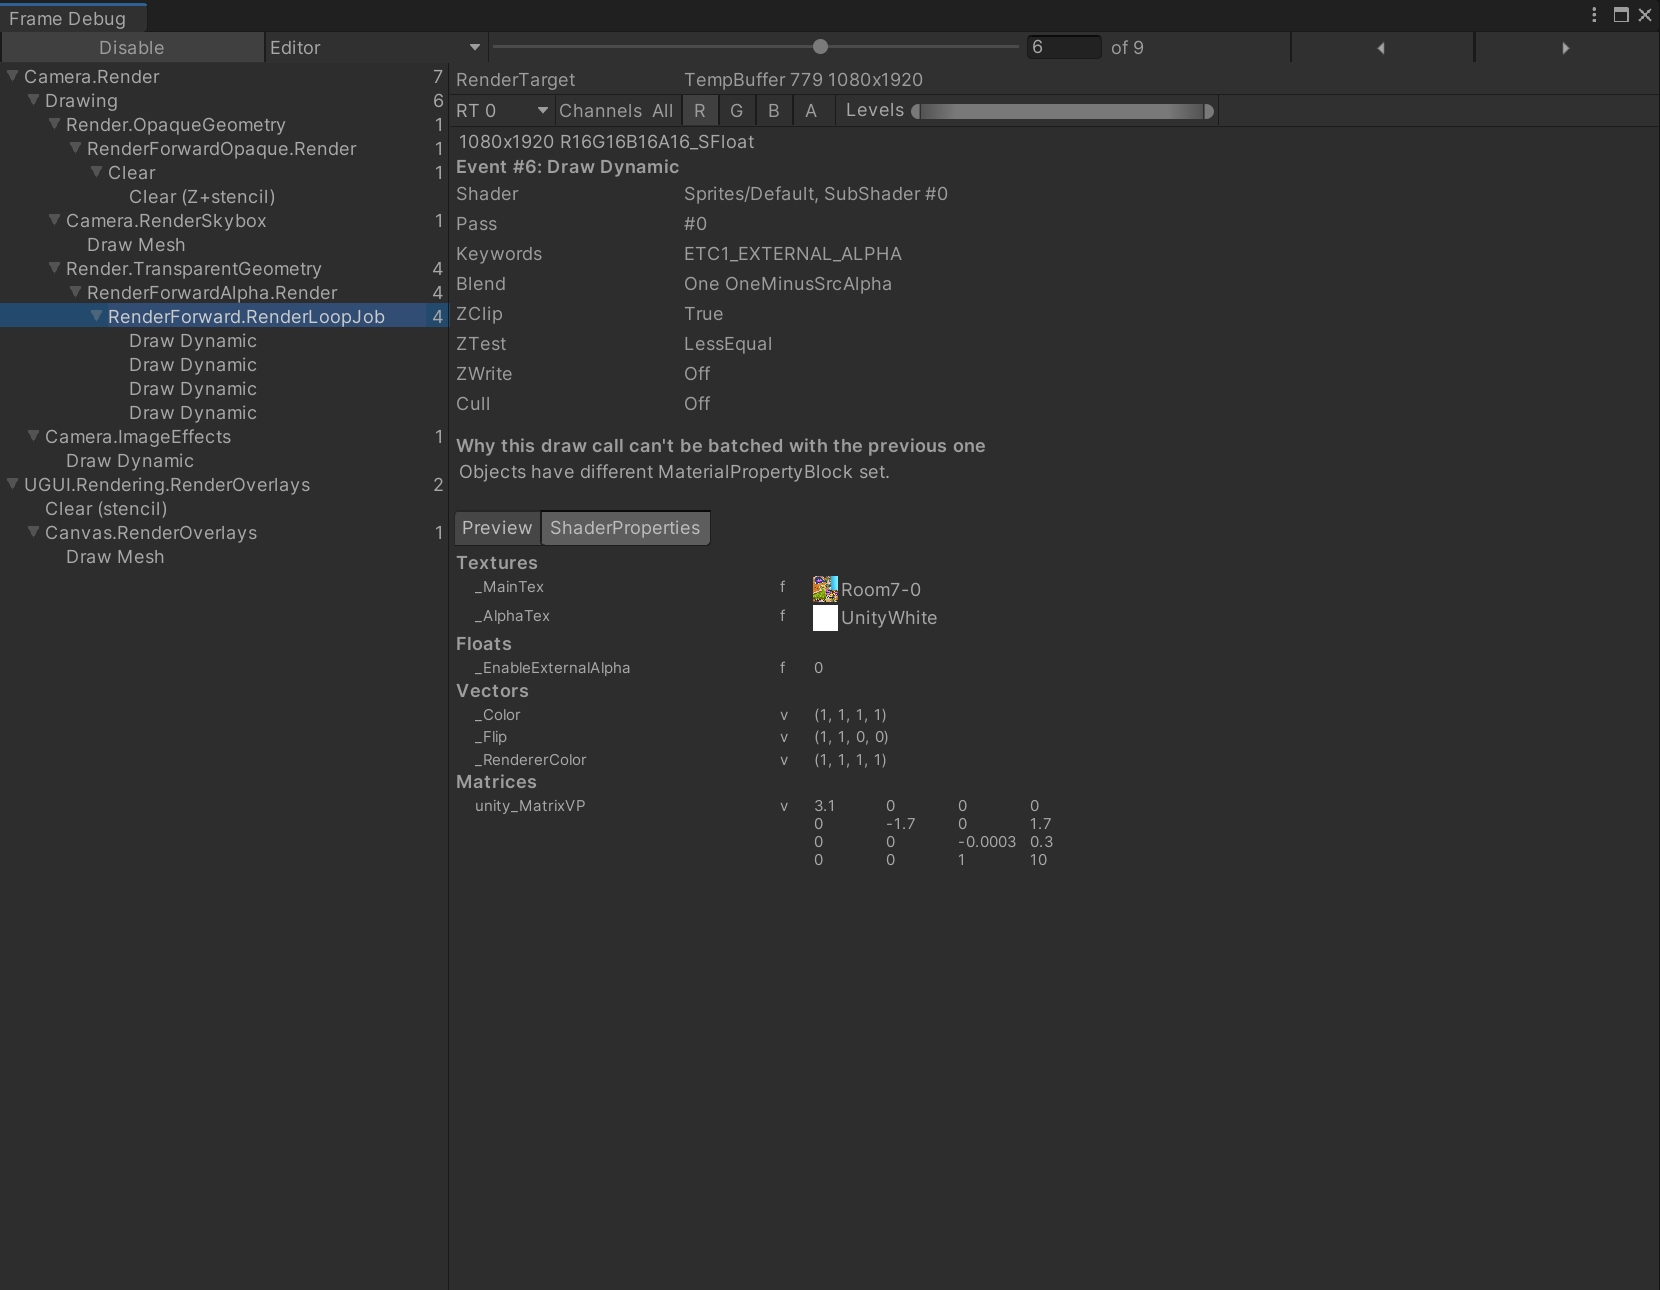 Frame Debug
Disable
Editor
6 of 9
Camera.Render 7
Drawing 6
Render.OpaqueGeometry 1
RenderForwardOpaque.Render 1
Clear 1
Clear (Z+stencil)
Camera.RenderSkybox 1
Draw Mesh
Render.TransparentGeometry 4
RenderForwardAlpha.Render 4
RenderForward.RenderLoopJob 4
Draw Dynamic
Draw Dynamic
Draw Dynamic
Draw Dynamic
Camera.ImageEffects 1
Draw Dynamic
UGUI.Rendering.RenderOverlays 2
Clear (stencil)
Canvas.RenderOverlays 1
Draw Mesh
RenderTarget TempBuffer 779 1080x1920
RT 0 Channels All R G B A Levels
1080x1920 R16G16B16A16_SFloat
Event #6: Draw Dynamic
Shader Sprites/Default, SubShader #0
Pass #0
Keywords ETC1_EXTERNAL_ALPHA
Blend One OneMinusSrcAlpha
ZClip True
ZTest LessEqual
ZWrite Off
Cull Off
Why this draw call can't be batched with the previous one
Objects have different MaterialPropertyBlock set.
Preview ShaderProperties
Textures
_MainTex f Room7-0
_AlphaTex f UnityWhite
Floats
_EnableExternalAlpha f 0
Vectors
_Color v (1, 1, 1, 1)
_Flip v (1, 1, 0, 0)
_RendererColor v (1, 1, 1, 1)
Matrices
unity_MatrixVP v 3.1 0 0 0
0 -1.7 0 1.7
0 0 -0.0003 0.3
0 0 1 10